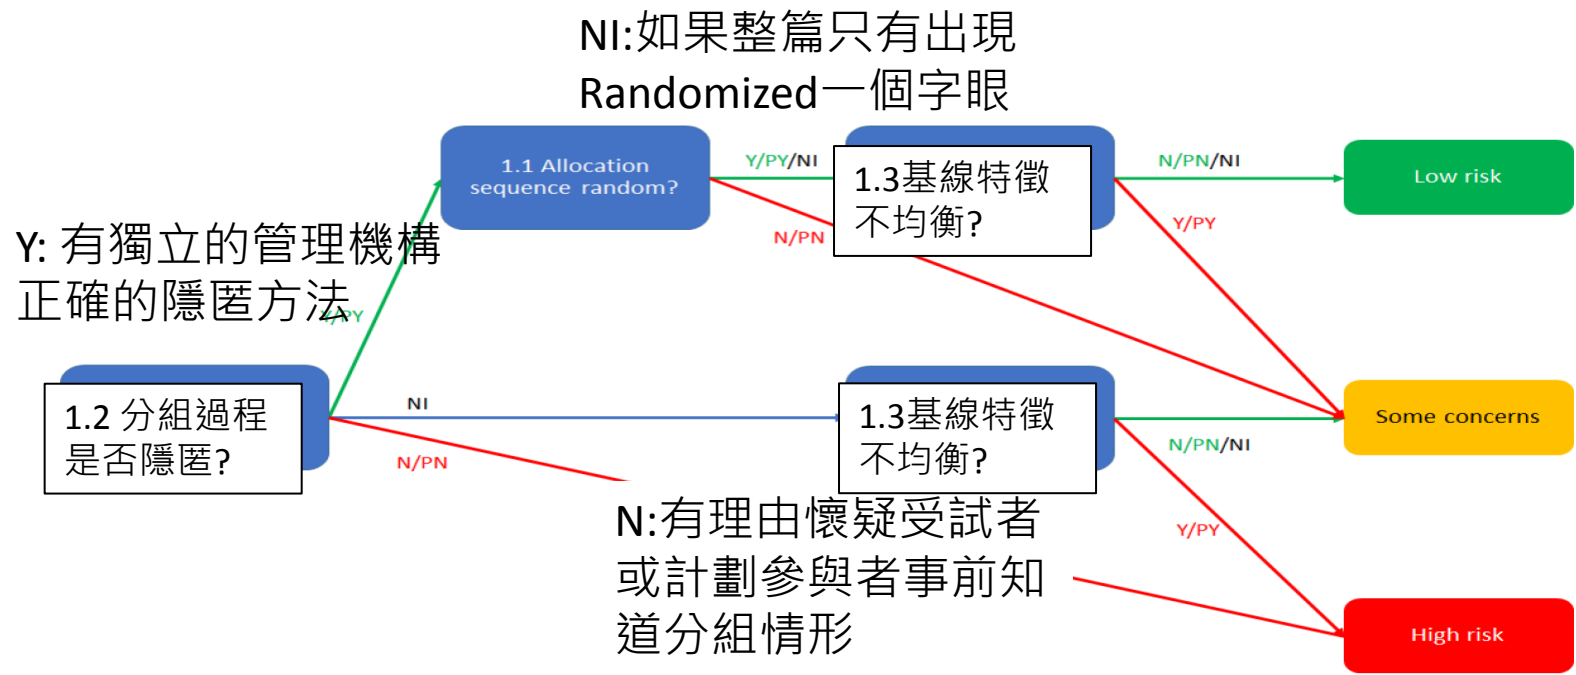 NI:如果整篇只有出現
Randomized一個字眼
1.1 Allocation
sequence random?
Y/PY/NI
N/PN
1.3基線特徵
不均衡?
N/PN/NI
Y/PY
Low risk
Y: 有獨立的管理機構
正確的隱匿方法
Y/PY
1.2 分組過程
是否隱匿?
NI
N/PN
1.3基線特徵
不均衡?
N/PN/NI
Y/PY
Some concerns
N:有理由懷疑受試者
或計劃參與者事前知
道分組情形
High risk